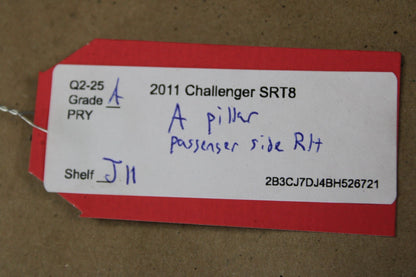 Q2-25
Grade A
PRY
2011 Challenger SRT8
A pillar
passenger side RH
Shelf J11
2B3CJ7DJ4BH526721